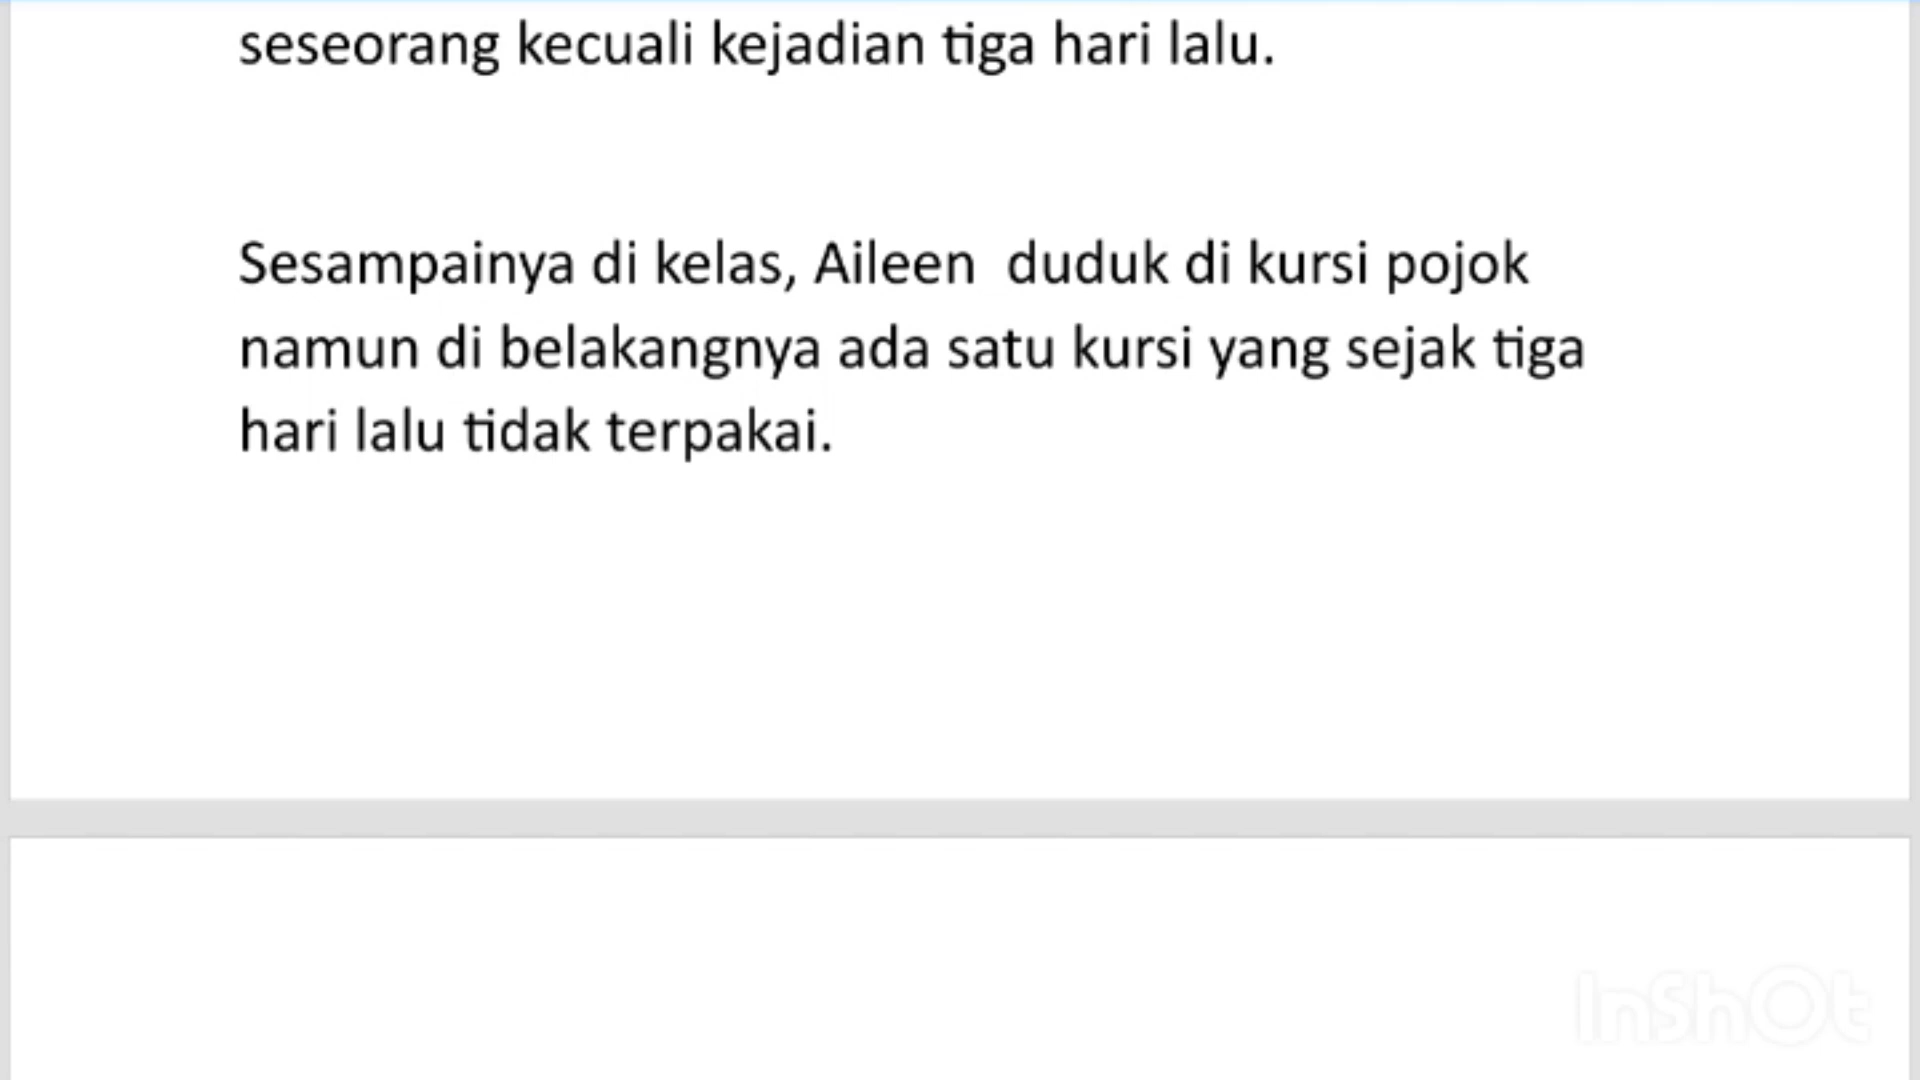 seseorang kecuali kejadian tiga hari lalu.
Sesampainya di kelas, Aileen  duduk di kursi pojok
namun di belakangnya ada satu kursi yang sejak tiga
hari lalu tidak terpakai.
InShOt